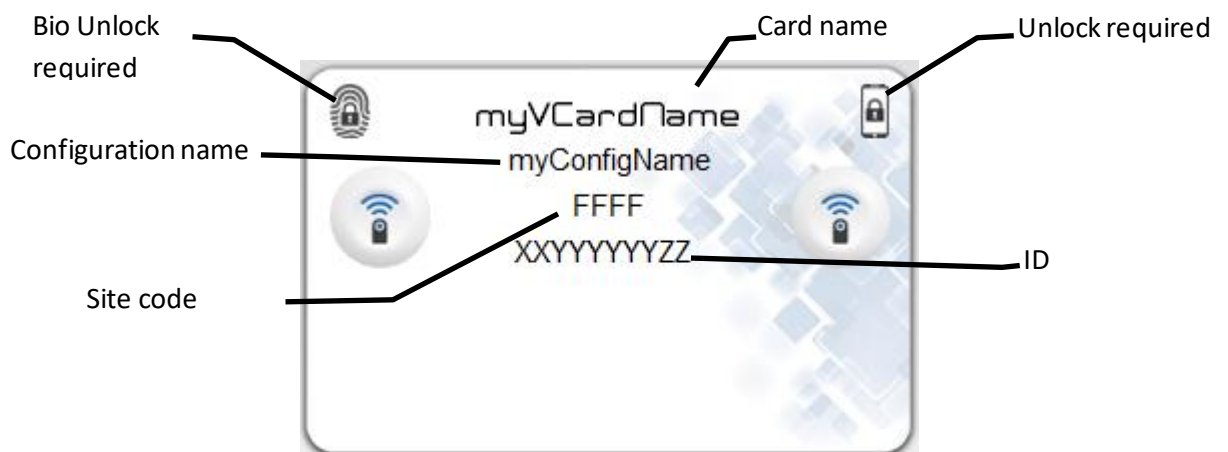 Bio Unlock
required
Card name
Unlock required
myVCardName
Configuration name
myConfigName
FFFF
XXYYYYYYZZ
ID
Site code